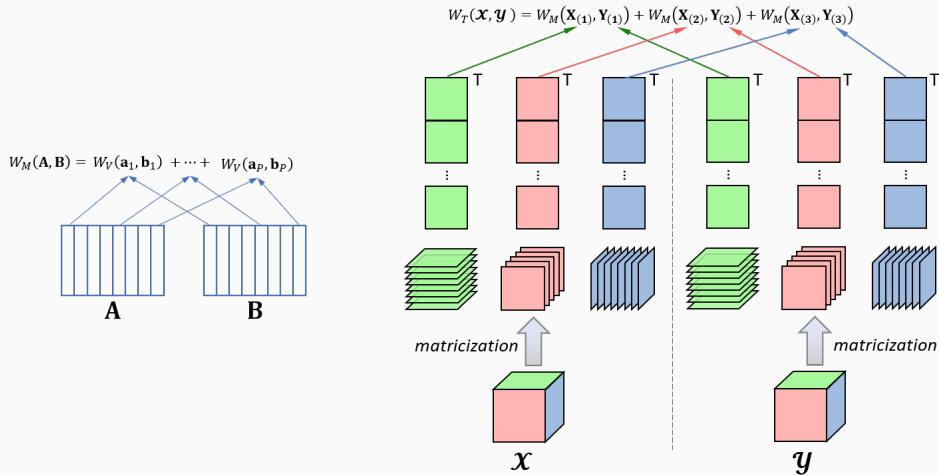 W_T(𝒳, 𝒴) = W_M(X_(1), Y_(1)) + W_M(X_(2), Y_(2)) + W_M(X_(3), Y_(3))
T T T T T T
W_M(A, B) = W_V(a_1, b_1) + ⋯ + W_V(a_P, b_P)
⋮ ⋮ ⋮ ⋮ ⋮ ⋮
A B
matricization matricization
𝒳 𝒴